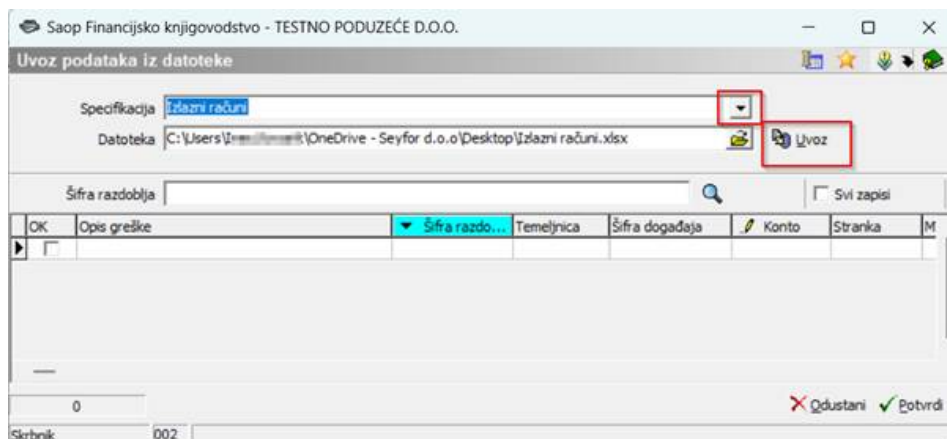 Saop Financijsko knjigovodstvo - TESTNO PODUZEĆE D.O.O.
Uvoz podataka iz datoteke
Specifikacija Izlazni računi
Datoteka C:\Users\ \OneDrive - Seyfor d.o.o\Desktop\Izlazni računi.xlsx Uvoz
Šifra razdoblja Svi zapisi
OK Opis greške Šifra razdo... Temeljnica Šifra događaja Konto Stranka M
0 Odustani Potvrdi
Skrbnik 002